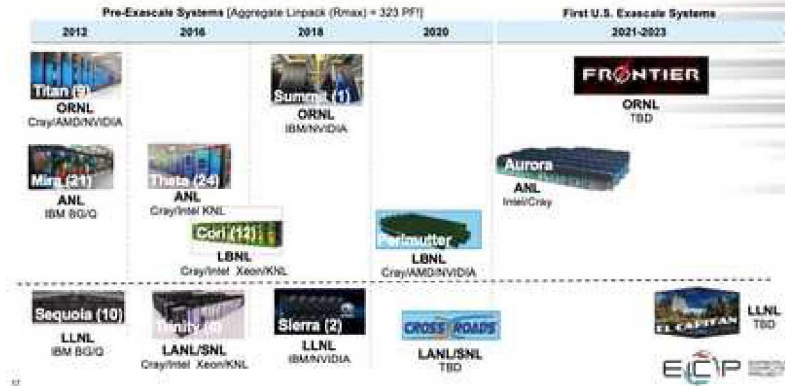 Pre-Exascale Systems [Aggregate Linpack (Rmax) = 323 PF!]
First U.S. Exascale Systems
2012
2016
2018
2020
2021-2023
Titan (9)
ORNL
Cray/AMD/NVIDIA
Summit (1)
ORNL
IBM/NVIDIA
FRONTIER
ORNL
TBD
Mira (21)
ANL
IBM BG/Q
Theta (24)
ANL
Cray/Intel KNL
Aurora
ANL
Intel/Cray
Cori (12)
LBNL
Cray/Intel Xeon/KNL
Perlmutter
LBNL
Cray/AMD/NVIDIA
Sequoia (10)
LLNL
IBM BG/Q
Trinity
LANL/SNL
Cray/Intel Xeon/KNL
Sierra (2)
LLNL
IBM/NVIDIA
CROSS ROADS
LANL/SNL
TBD
EL CAPITAN
LLNL
TBD
ECP